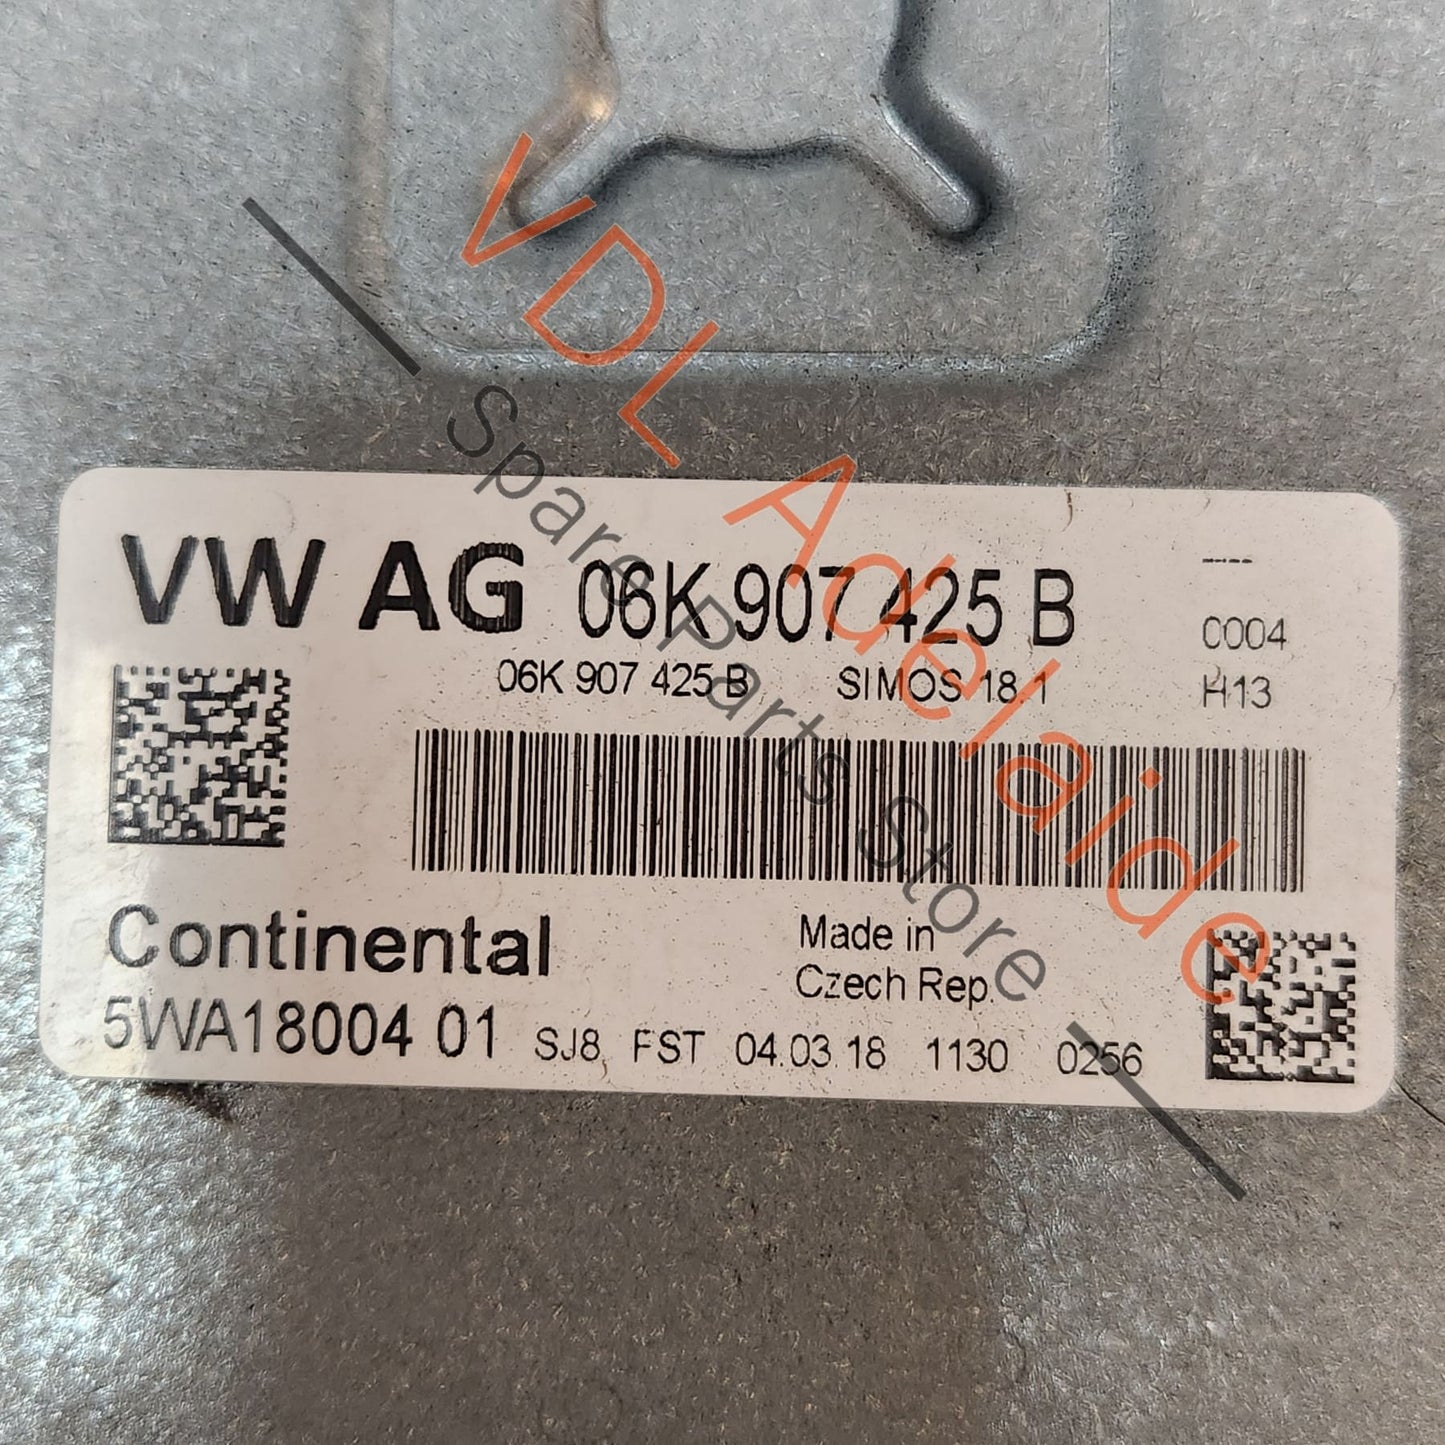 VW AG 06K 907 425 B
----
0004
06K 907 425 B SIMOS 18.1 H13
Continental
Made in
Czech Rep.
5WA18004 01 SJ8 FST 04.03 18 1130 0256
VDL Adelaide
Spare Parts Store